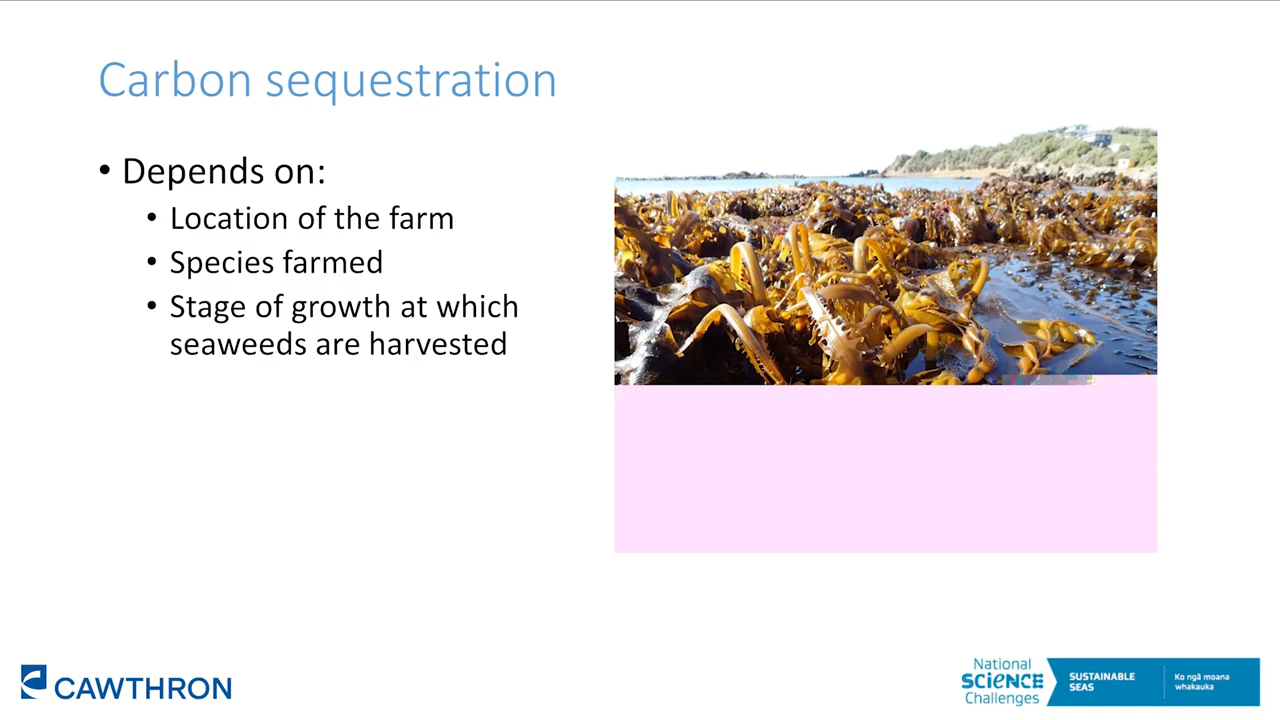 Carbon sequestration
• Depends on:
• Location of the farm
• Species farmed
• Stage of growth at which
seaweeds are harvested
CAWTHRON
National
SCIENCE
Challenges
SUSTAINABLE
SEAS
Ko ngā moana
whakauka